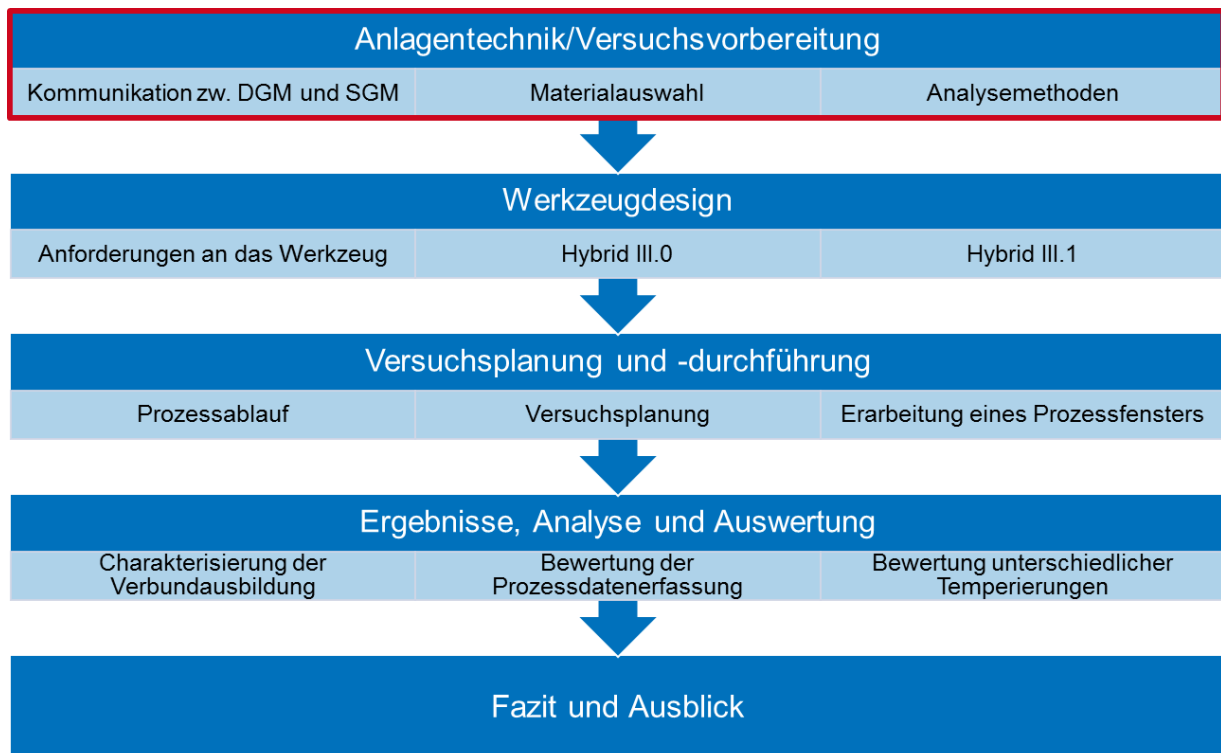 Anlagentechnik/Versuchsvorbereitung
Kommunikation zw. DGM und SGM
Materialauswahl
Analysemethoden
Werkzeugdesign
Anforderungen an das Werkzeug
Hybrid III.0
Hybrid III.1
Versuchsplanung und -durchführung
Prozessablauf
Versuchsplanung
Erarbeitung eines Prozessfensters
Ergebnisse, Analyse und Auswertung
Charakterisierung der
Verbundausbildung
Bewertung der
Prozessdatenerfassung
Bewertung unterschiedlicher
Temperierungen
Fazit und Ausblick